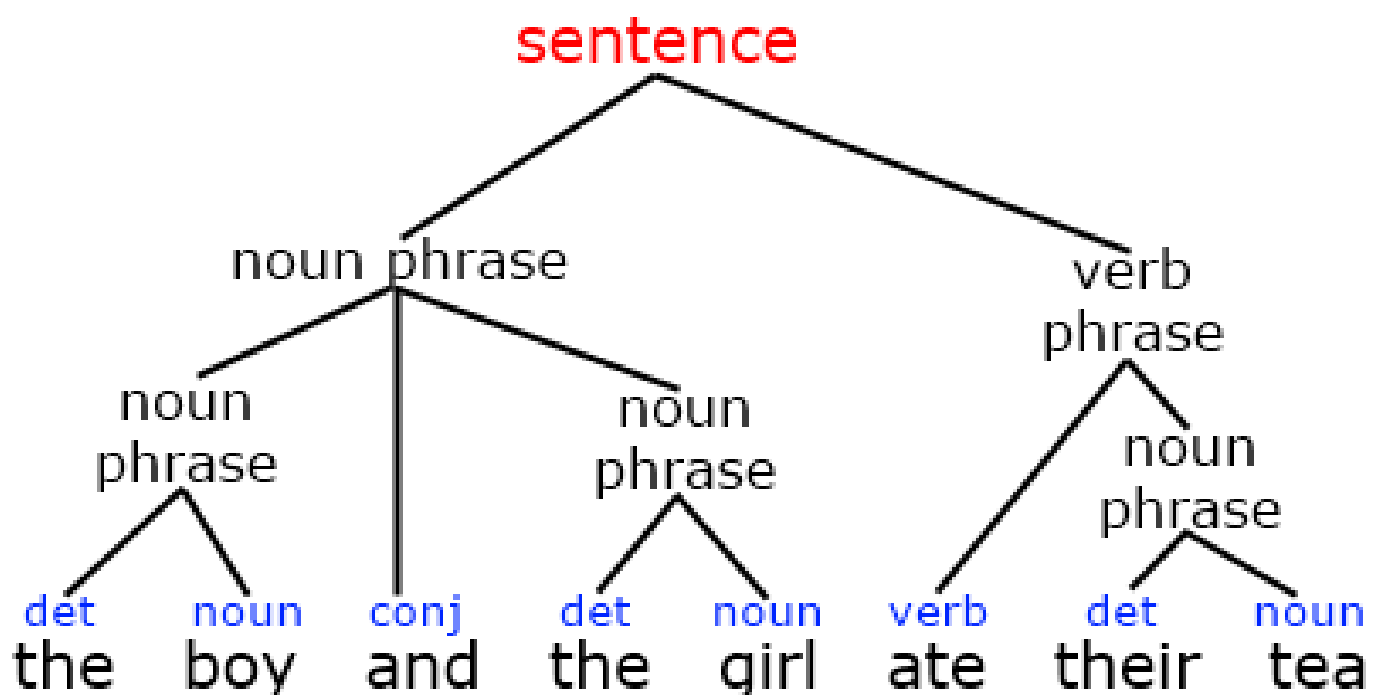 sentence
noun phrase
verb
phrase
noun
phrase
noun
phrase
noun
phrase
det noun conj det noun verb det noun
the boy and the girl ate their tea